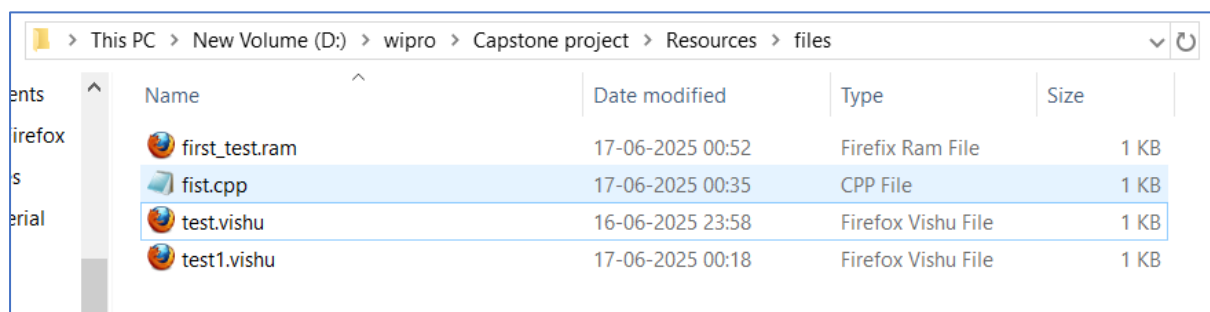 This PC > New Volume (D:) > wipro > Capstone project > Resources > files
ents
Name Date modified Type Size
irefox
first_test.ram 17-06-2025 00:52 Firefix Ram File 1 KB
s
fist.cpp 17-06-2025 00:35 CPP File 1 KB
erial
test.vishu 16-06-2025 23:58 Firefox Vishu File 1 KB
test1.vishu 17-06-2025 00:18 Firefox Vishu File 1 KB